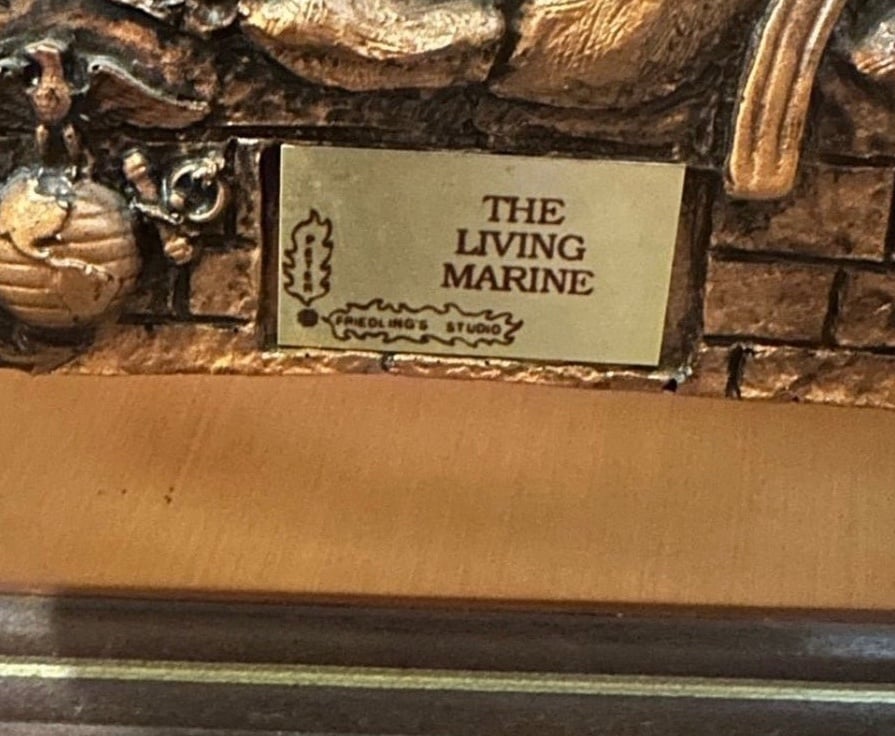 THE
LIVING
MARINE
PETER
FRIEDLING'S STUDIO